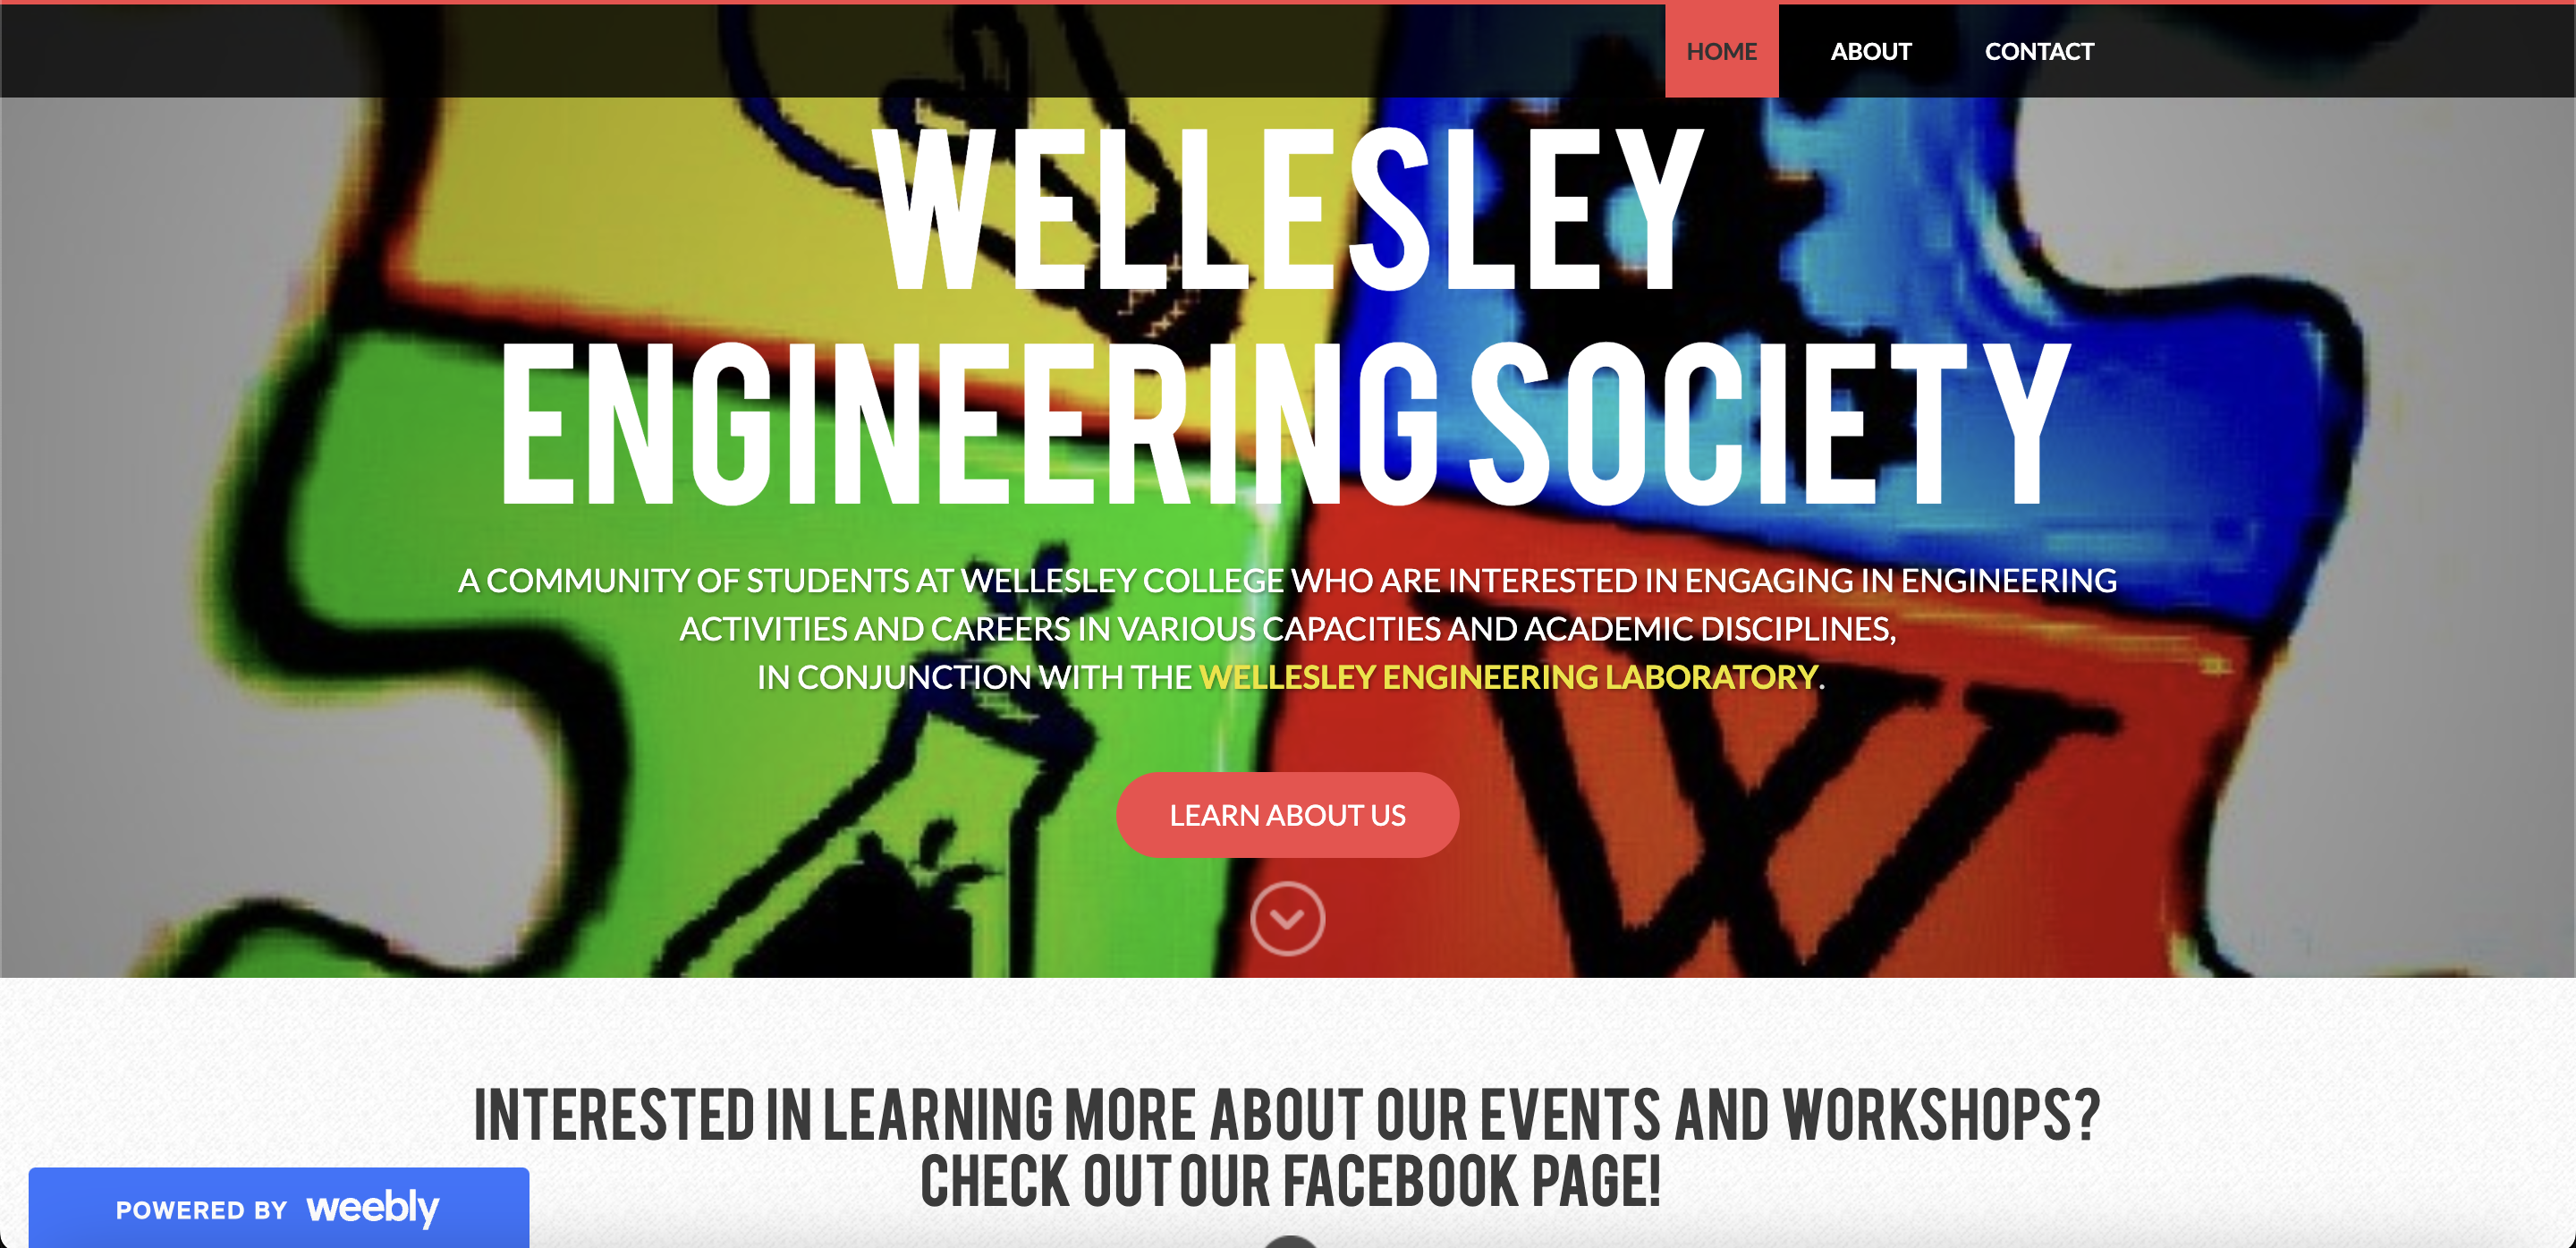 HOME ABOUT CONTACT
WELLESLEY
ENGINEERING SOCIETY
A COMMUNITY OF STUDENTS AT WELLESLEY COLLEGE WHO ARE INTERESTED IN ENGAGING IN ENGINEERING
ACTIVITIES AND CAREERS IN VARIOUS CAPACITIES AND ACADEMIC DISCIPLINES,
IN CONJUNCTION WITH THE WELLESLEY ENGINEERING LABORATORY.
W
LEARN ABOUT US
INTERESTED IN LEARNING MORE ABOUT OUR EVENTS AND WORKSHOPS?
CHECK OUT OUR FACEBOOK PAGE!
POWERED BY weebly